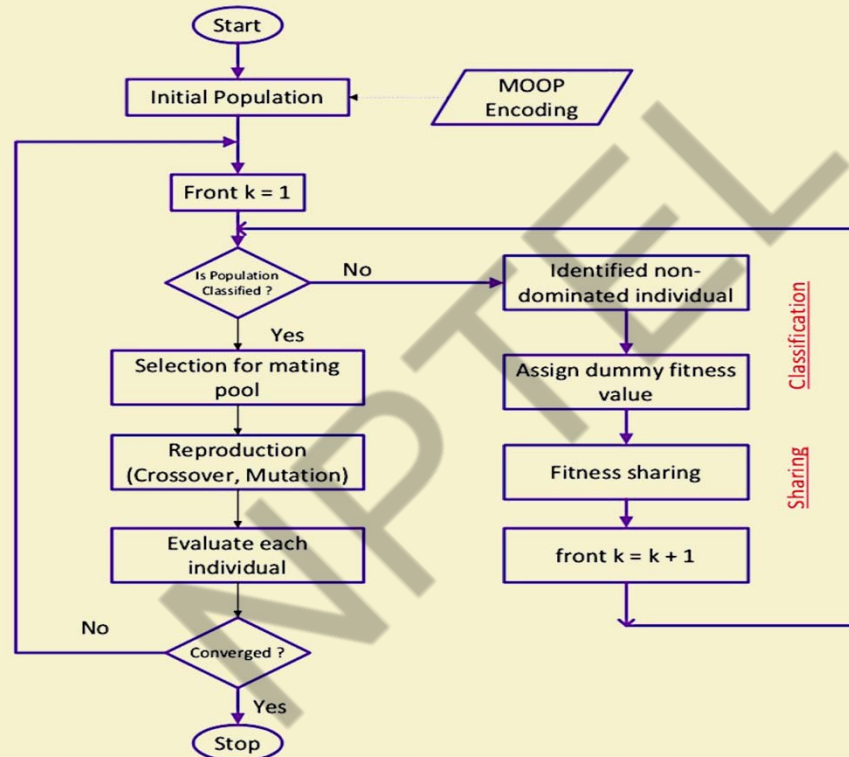 Start
Initial Population
MOOP
Encoding
Front k = 1
Is Population
Classified ?
No
Yes
Identified non-
dominated individual
Assign dummy fitness
value
Fitness sharing
front k = k + 1
Classification
Sharing
Selection for mating
pool
Reproduction
(Crossover, Mutation)
Evaluate each
individual
Converged ?
No
Yes
Stop
NPTEL